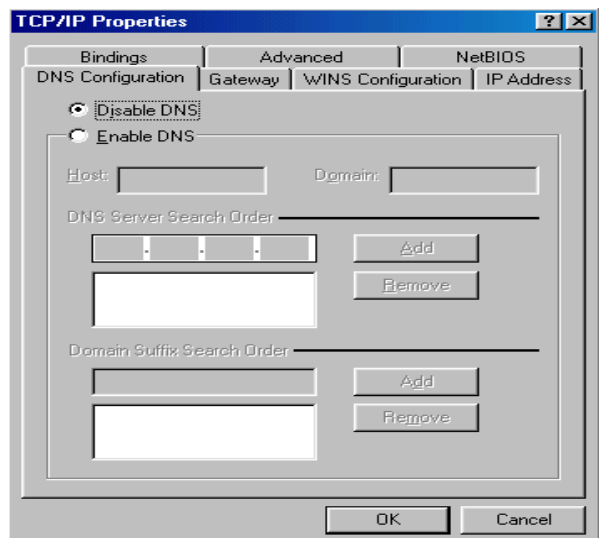 TCP/IP Properties
Bindings Advanced NetBIOS
DNS Configuration Gateway WINS Configuration IP Address
Disable DNS
Enable DNS
Host: Domain:
DNS Server Search Order
. . . Add
Remove
Domain Suffix Search Order
Add
Remove
OK Cancel